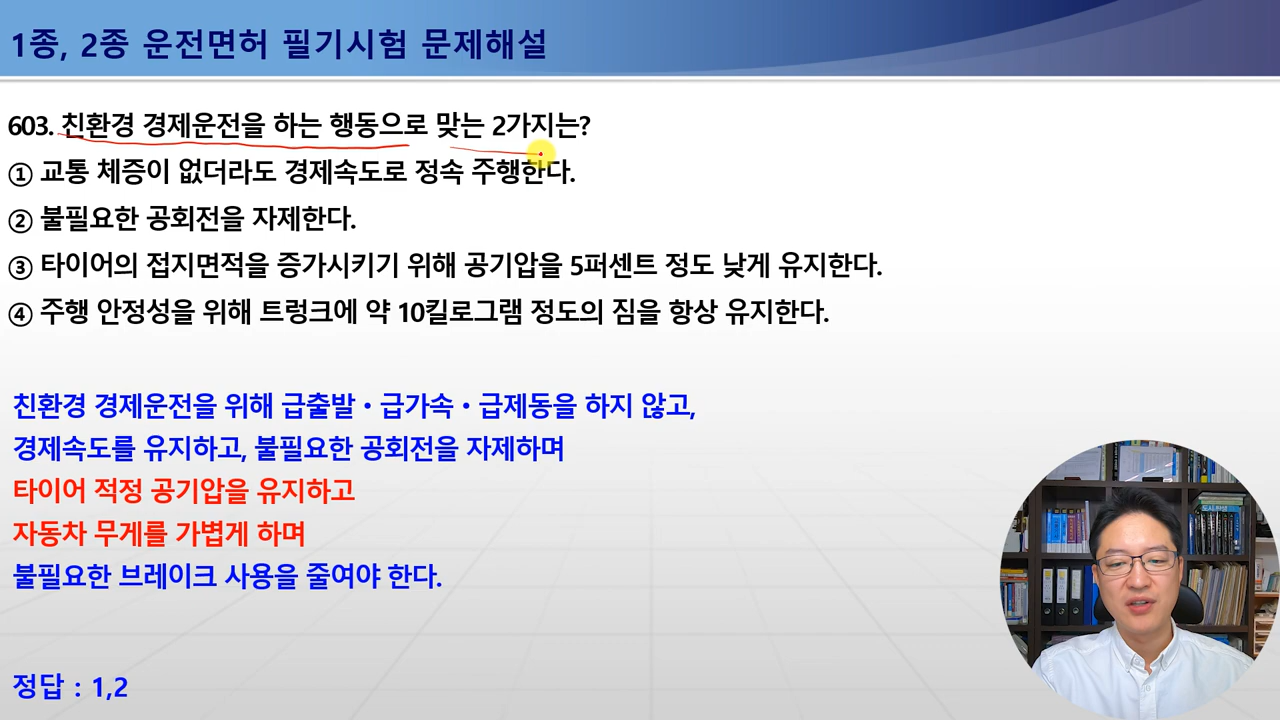 1종, 2종 운전면허 필기시험 문제해설
603. 친환경 경제운전을 하는 행동으로 맞는 2가지는?
① 교통 체증이 없더라도 경제속도로 정속 주행한다.
② 불필요한 공회전을 자제한다.
③ 타이어의 접지면적을 증가시키기 위해 공기압을 5퍼센트 정도 낮게 유지한다.
④ 주행 안정성을 위해 트렁크에 약 10킬로그램 정도의 짐을 항상 유지한다.
친환경 경제운전을 위해 급출발・급가속・급제동을 하지 않고,
경제속도를 유지하고, 불필요한 공회전을 자제하며
타이어 적정 공기압을 유지하고
자동차 무게를 가볍게 하며
불필요한 브레이크 사용을 줄여야 한다.
정답 : 1,2